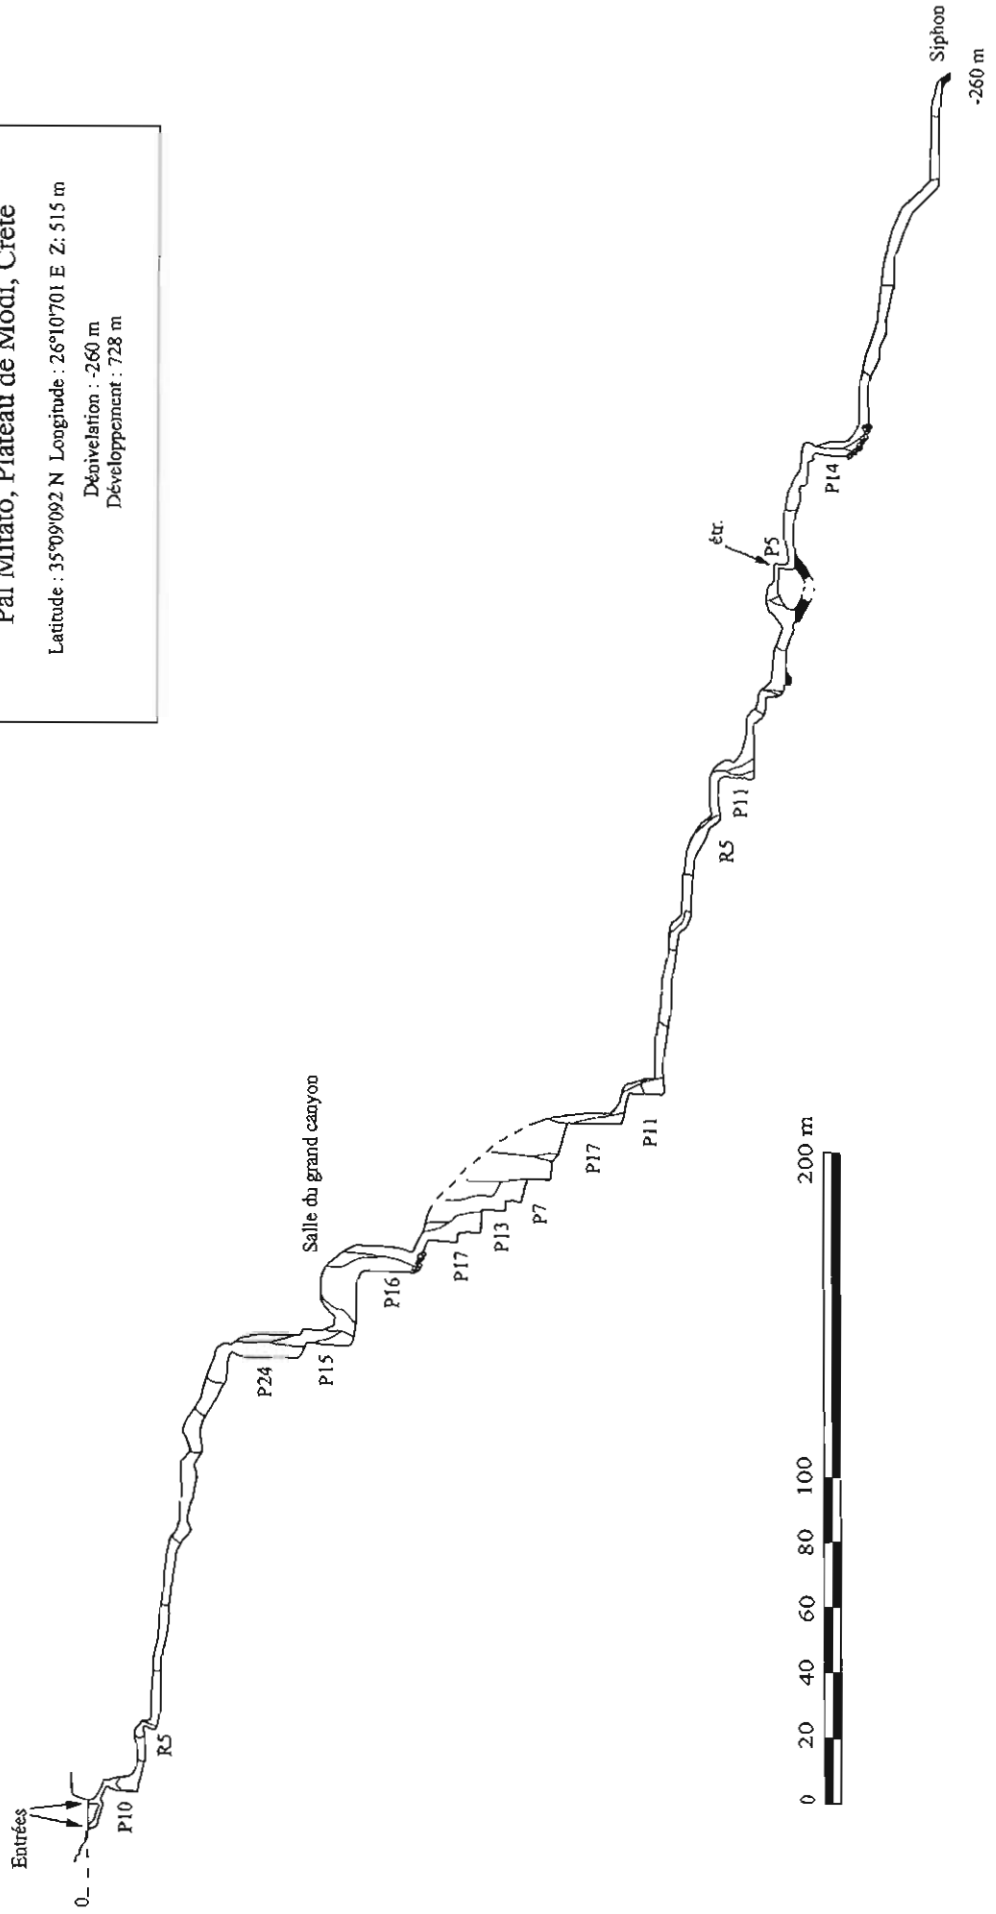 Pal Mitato, Plateau de Modi, Crète
Latitude : 35°09'092 N Longitude : 26°10'701 E Z: 515 m
Dénivelation : -260 m
Développement : 728 m
Entrées
0
P10
R5
P24
P15
Salle du grand canyon
P16
P17
P13
P7
P17
P11
R5
P11
étr.
P5
P14
Siphon
-260 m
0 20 40 60 80 100 200 m